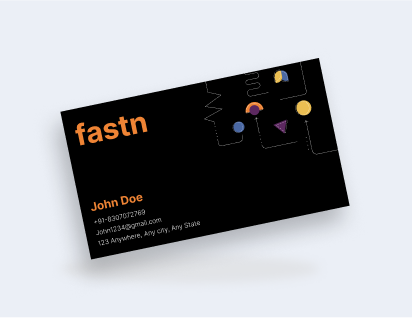 fastn
John Doe
+91-8307072769
John1234@gmail.com
123 Anywhere, Any city, Any State